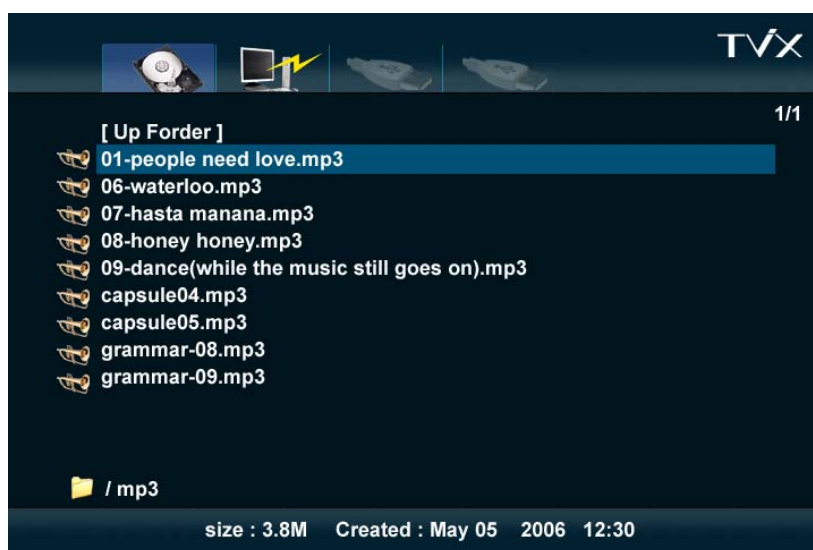 TViX
1/1
[ Up Forder ]
01-people need love.mp3
06-waterloo.mp3
07-hasta manana.mp3
08-honey honey.mp3
09-dance(while the music still goes on).mp3
capsule04.mp3
capsule05.mp3
grammar-08.mp3
grammar-09.mp3
/ mp3
size : 3.8M Created : May 05 2006 12:30